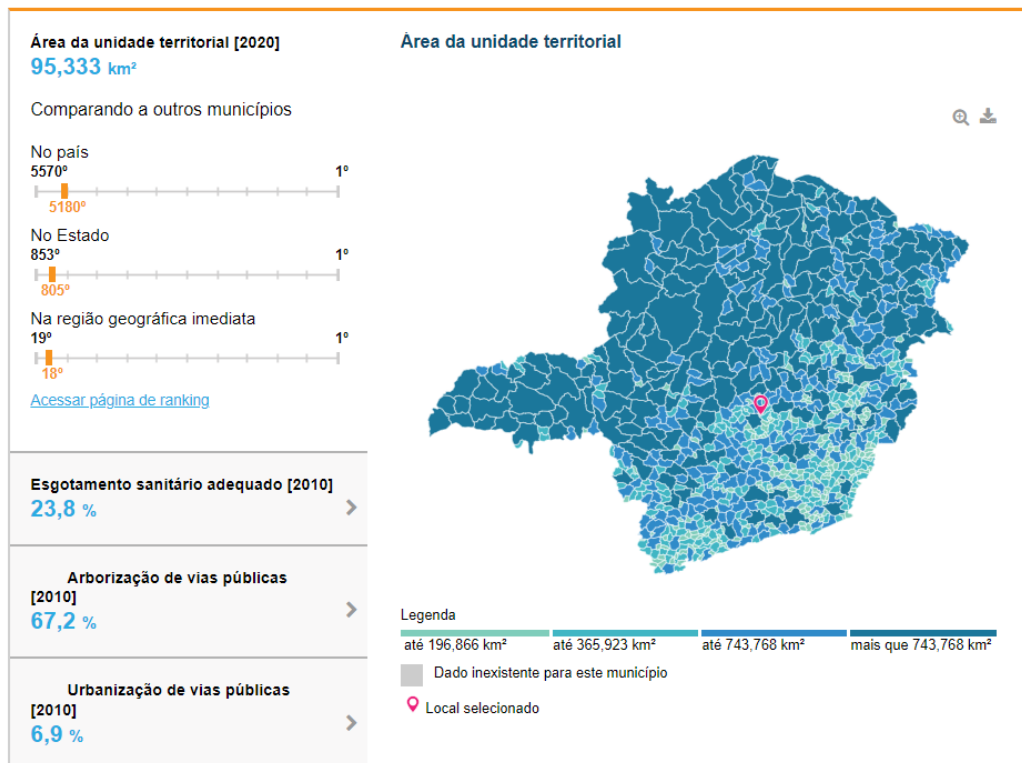 Área da unidade territorial [2020]
95,333 km²
Comparando a outros municípios
No país
5570º 1º
5180º
No Estado
853º 1º
805º
Na região geográfica imediata
19º 1º
18º
Acessar página de ranking
Esgotamento sanitário adequado [2010]
23,8 %
Arborização de vias públicas
[2010]
67,2 %
Urbanização de vias públicas
[2010]
6,9 %
Área da unidade territorial
Legenda
até 196,866 km² até 365,923 km² até 743,768 km² mais que 743,768 km²
Dado inexistente para este município
Local selecionado